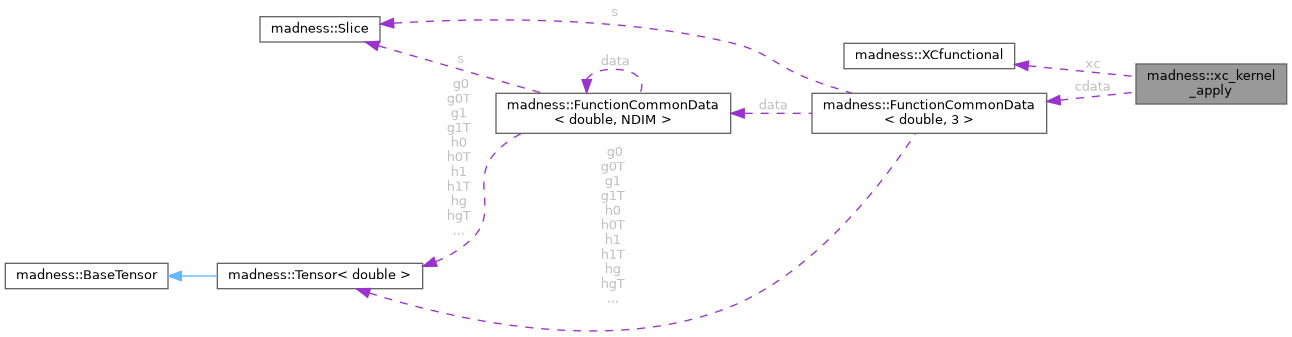 madness::Slice
s
madness::XCfunctional
xc
madness::xc_kernel
_apply
cdata
s
data
madness::FunctionCommonData
< double, NDIM >
data
madness::FunctionCommonData
< double, 3 >
g0
g0T
g1
g1T
h0
h0T
h1
h1T
hg
hgT
...
g0
g0T
g1
g1T
h0
h0T
h1
h1T
hg
hgT
...
madness::BaseTensor
madness::Tensor< double >